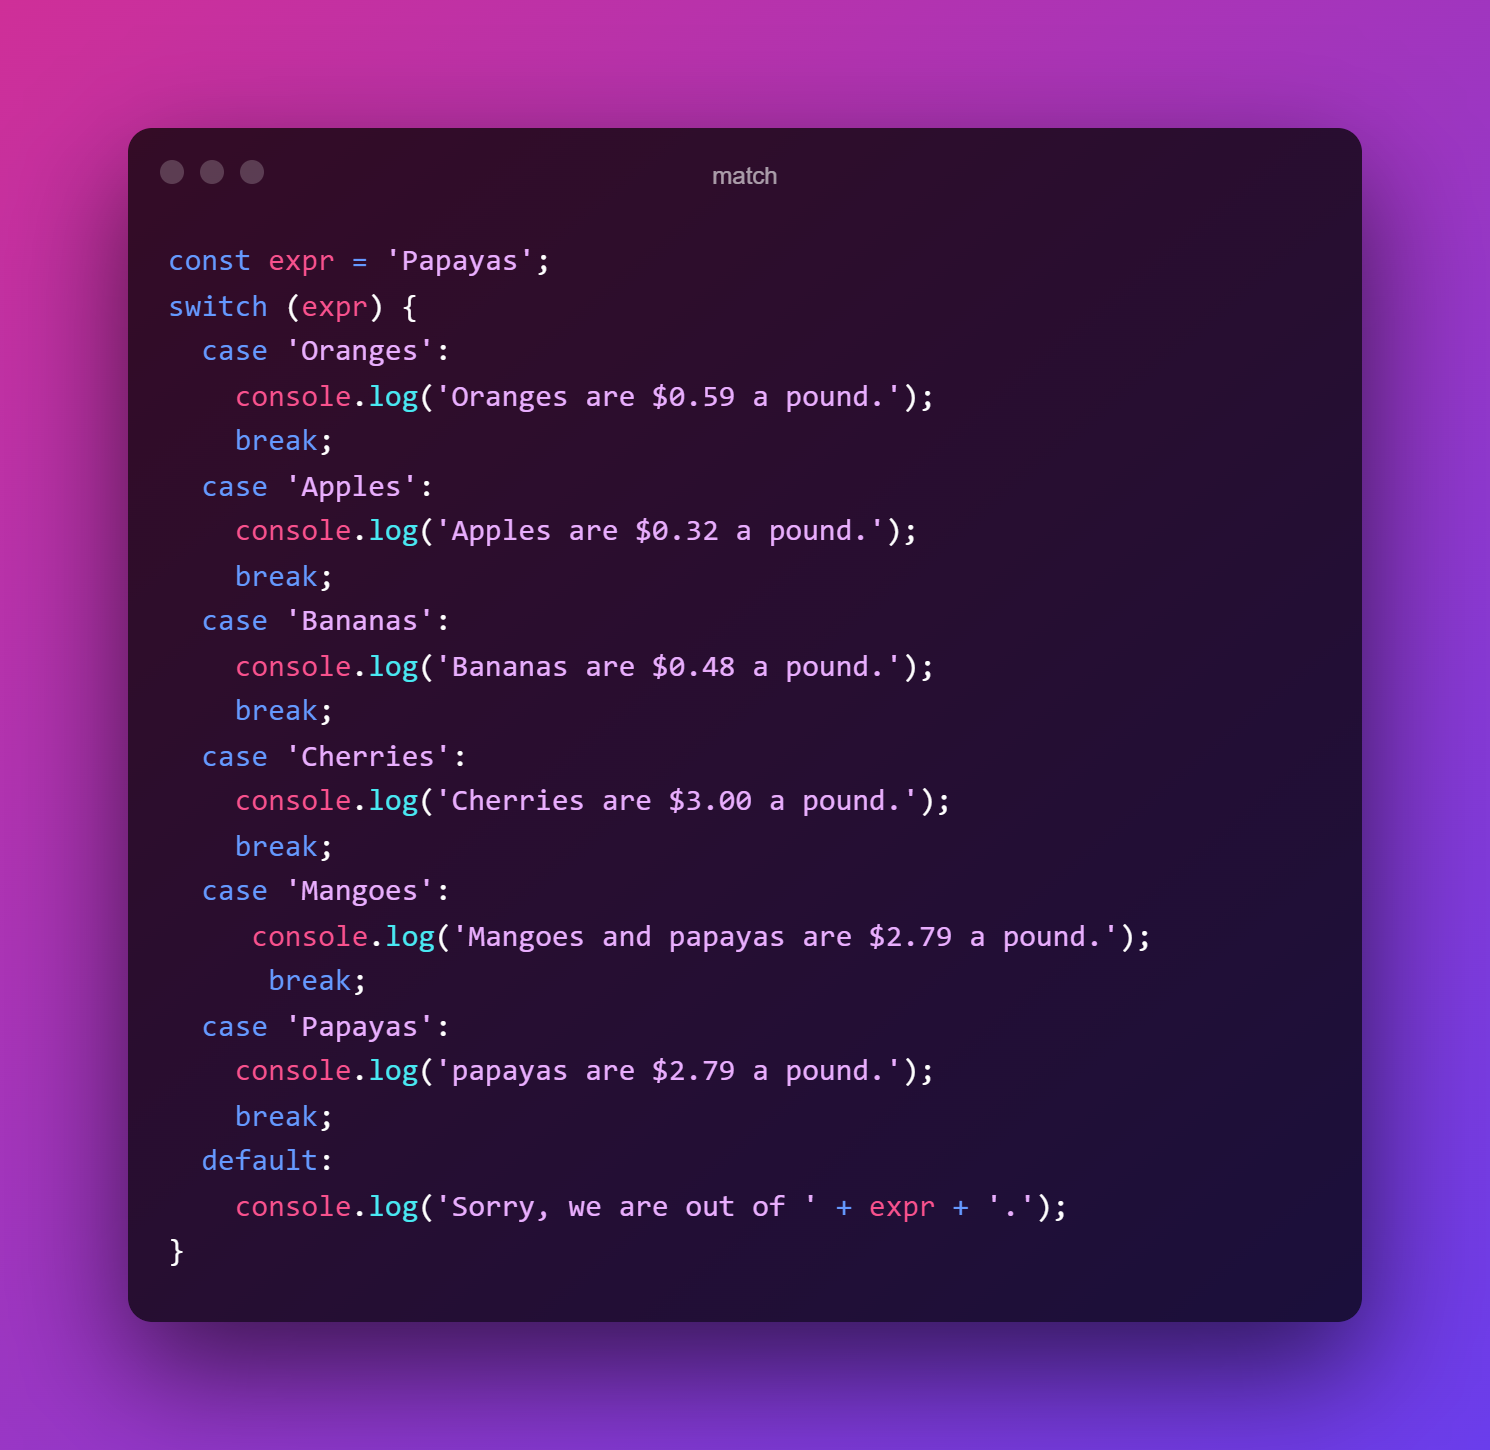 match
const expr = 'Papayas';
switch (expr) {
  case 'Oranges':
    console.log('Oranges are $0.59 a pound.');
    break;
  case 'Apples':
    console.log('Apples are $0.32 a pound.');
    break;
  case 'Bananas':
    console.log('Bananas are $0.48 a pound.');
    break;
  case 'Cherries':
    console.log('Cherries are $3.00 a pound.');
    break;
  case 'Mangoes':
     console.log('Mangoes and papayas are $2.79 a pound.');
      break;
  case 'Papayas':
    console.log('papayas are $2.79 a pound.');
    break;
  default:
    console.log('Sorry, we are out of ' + expr + '.');
}